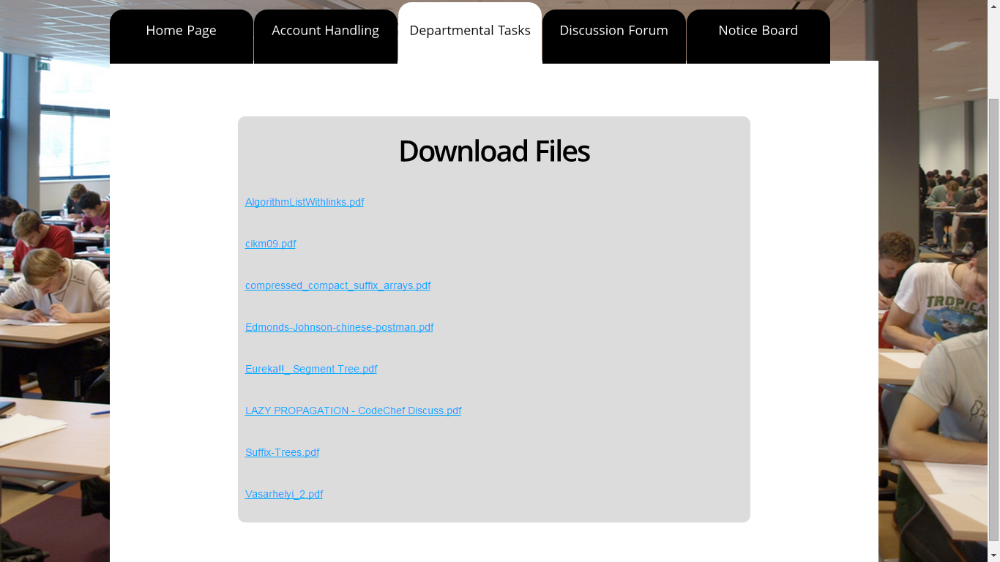 Home Page
Account Handling
Departmental Tasks
Discussion Forum
Notice Board
Download Files
AlgorithmListWithlinks.pdf
cikm09.pdf
compressed_compact_suffix_arrays.pdf
Edmonds-Johnson-chinese-postman.pdf
Eureka!!_ Segment Tree.pdf
LAZY PROPAGATION - CodeChef Discuss.pdf
Suffix-Trees.pdf
Vasarhelyi_2.pdf
TROPICA